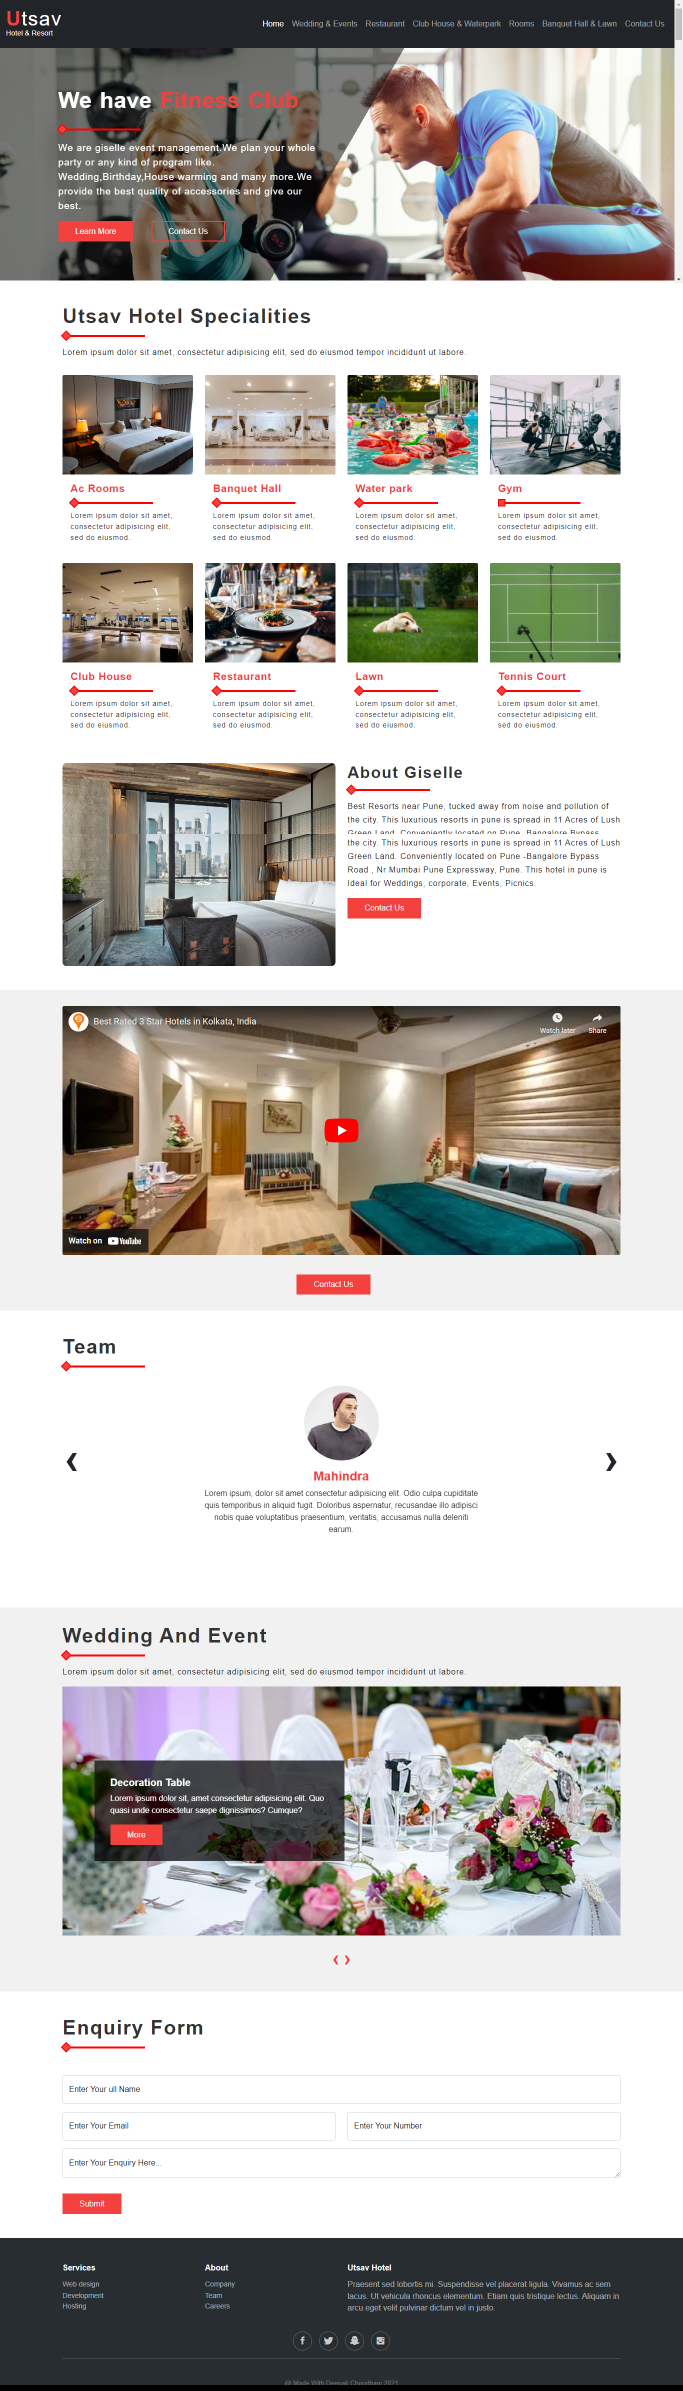 Utsav
Hotel & Resort
Home Wedding & Events Restaurant Club House & Waterpark Rooms Banquet Hall & Lawn Contact Us
We have Fitness Club
We are giselle event management.We plan your whole
party or any kind of program like.
Wedding,Birthday,House warming and many more.We
provide the best quality of accessories and give our
best.
Learn More Contact Us
Utsav Hotel Specialities
Lorem ipsum dolor sit amet, consectetur adipisicing elit, sed do eiusmod tempor incididunt ut labore.
Ac Rooms
Lorem ipsum dolor sit amet,
consectetur adipisicing elit,
sed do eiusmod.
Banquet Hall
Lorem ipsum dolor sit amet,
consectetur adipisicing elit,
sed do eiusmod.
Water park
Lorem ipsum dolor sit amet,
consectetur adipisicing elit,
sed do eiusmod.
Gym
Lorem ipsum dolor sit amet,
consectetur adipisicing elit,
sed do eiusmod.
Club House
Lorem ipsum dolor sit amet,
consectetur adipisicing elit,
sed do eiusmod.
Restaurant
Lorem ipsum dolor sit amet,
consectetur adipisicing elit,
sed do eiusmod.
Lawn
Lorem ipsum dolor sit amet,
consectetur adipisicing elit,
sed do eiusmod.
Tennis Court
Lorem ipsum dolor sit amet,
consectetur adipisicing elit,
sed do eiusmod.
About Giselle
Best Resorts near Pune, tucked away from noise and pollution of
the city. This luxurious resorts in pune is spread in 11 Acres of Lush
Green Land. Conveniently located on Pune -Bangalore Bypass
the city. This luxurious resorts in pune is spread in 11 Acres of Lush
Green Land. Conveniently located on Pune -Bangalore Bypass
Road , Nr Mumbai Pune Expressway, Pune. This hotel in pune is
Ideal for Weddings, corporate, Events, Picnics.
Contact Us
Best Rated 3 Star Hotels in Kolkata, India
Watch later Share
Watch on YouTube
Contact Us
Team
Mahindra
Lorem ipsum, dolor sit amet consectetur adipisicing elit. Odio culpa cupiditate
quis temporibus in aliquid fugit. Doloribus aspernatur, recusandae illo adipisci
nobis quae voluptatibus praesentium, veritatis, accusamus nulla deleniti
earum.
Wedding And Event
Lorem ipsum dolor sit amet, consectetur adipisicing elit, sed do eiusmod tempor incididunt ut labore.
Decoration Table
Lorem ipsum dolor sit, amet consectetur adipisicing elit. Quo
quasi unde consectetur saepe dignissimos? Cumque?
More
Enquiry Form
Enter Your ull Name
Enter Your Email Enter Your Number
Enter Your Enquiry Here...
Submit
Services
Web design
Development
Hosting
About
Company
Team
Careers
Utsav Hotel
Praesent sed lobortis mi. Suspendisse vel placerat ligula. Vivamus ac sem
lacus. Ut vehicula rhoncus elementum. Etiam quis tristique lectus. Aliquam in
arcu eget velit pulvinar dictum vel in justo.
@ Made With Deepak Choudhary 2021